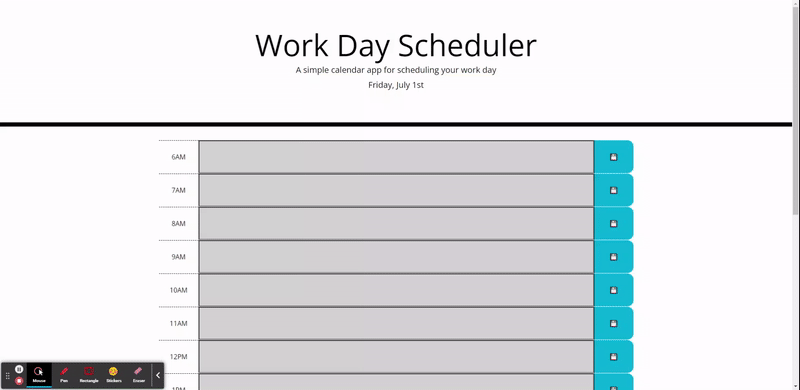 Work Day Scheduler
A simple calendar app for scheduling your work day
Friday, July 1st
6AM
7AM
8AM
9AM
10AM
11AM
12PM
1PM
Mouse
Pen
Rectangle
Stickers
Eraser